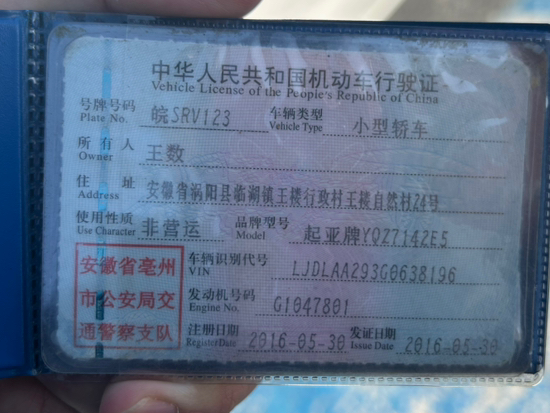 中华人民共和国机动车行驶证
Vehicle License of the People's Republic of China
号牌号码 皖SRV123 车辆类型 小型轿车
Plate No. Vehicle Type
所有人 王数
Owner
住址 安徽省涡阳县临湖镇王楼行政村王楼自然村24号
Address
使用性质 非营运 品牌型号 起亚牌YQZ7142E5
Use Character Model
安徽省亳州
市公安局交
通警察支队
车辆识别代号 LJDLAA293G0638196
VIN
发动机号码 G1047801
Engine No.
注册日期 2016-05-30 发证日期 2016-05-30
Register Date Issue Date